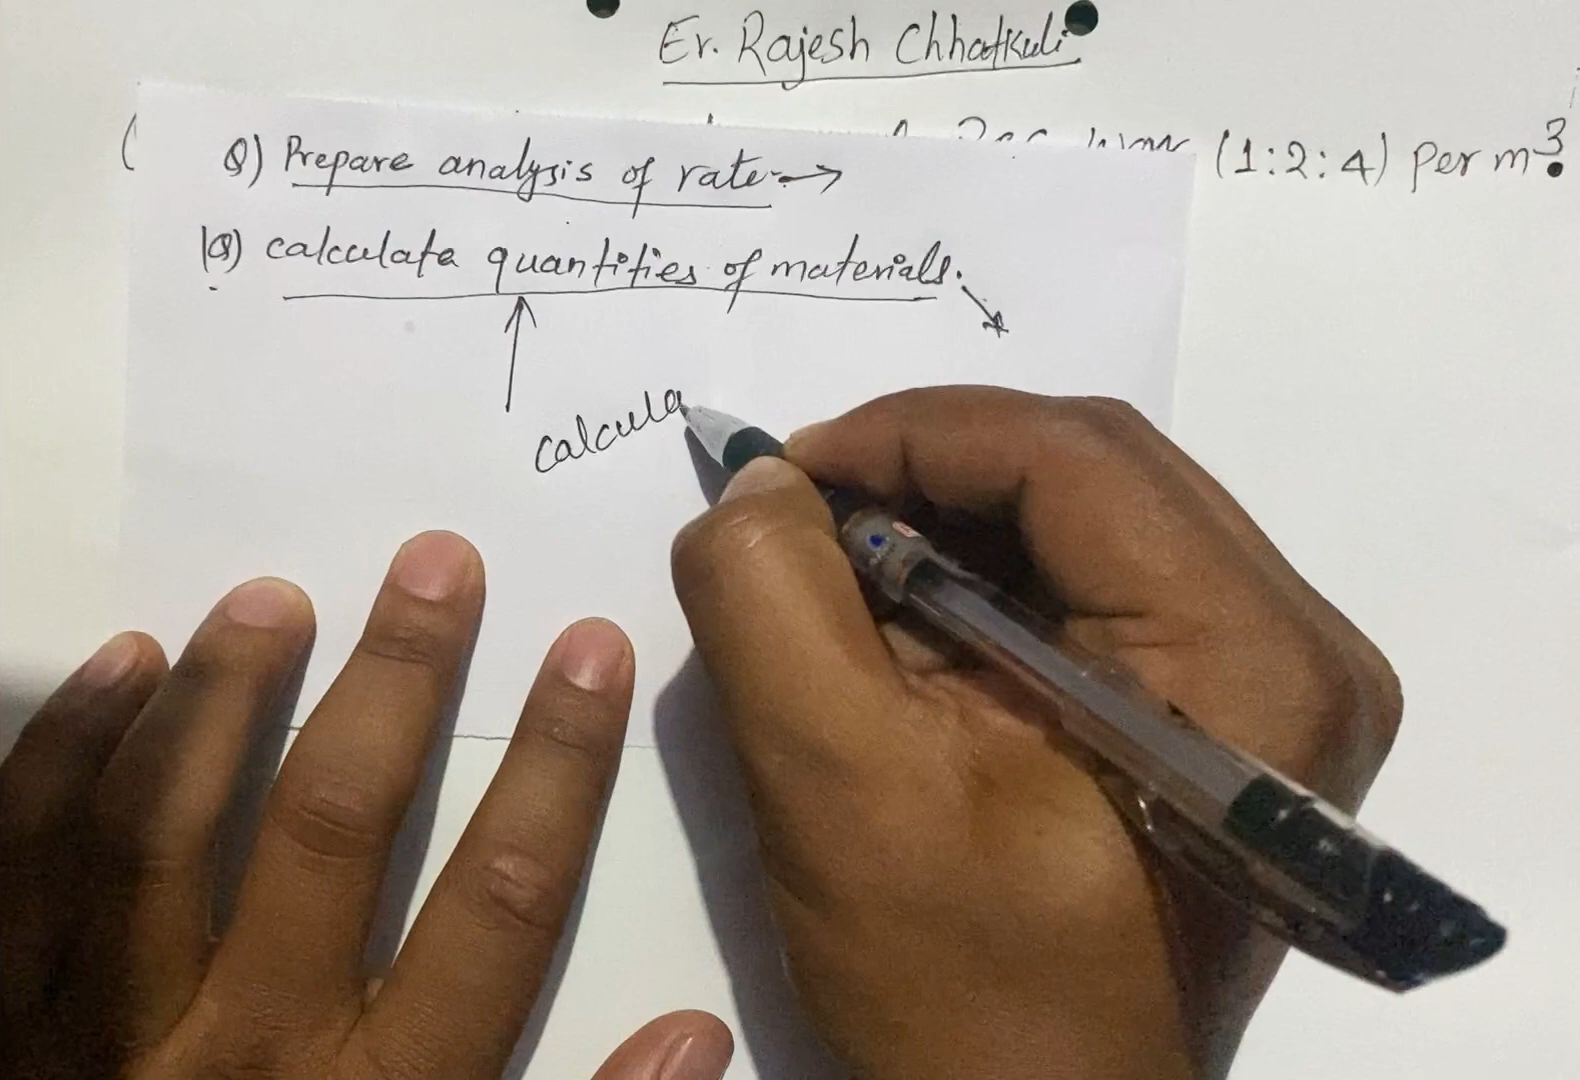 Er. Rajesh Chhatkuli
(1:2:4) per m³.
Q) Prepare analysis of rate →
Q) calculate quantities of materials.
calcula